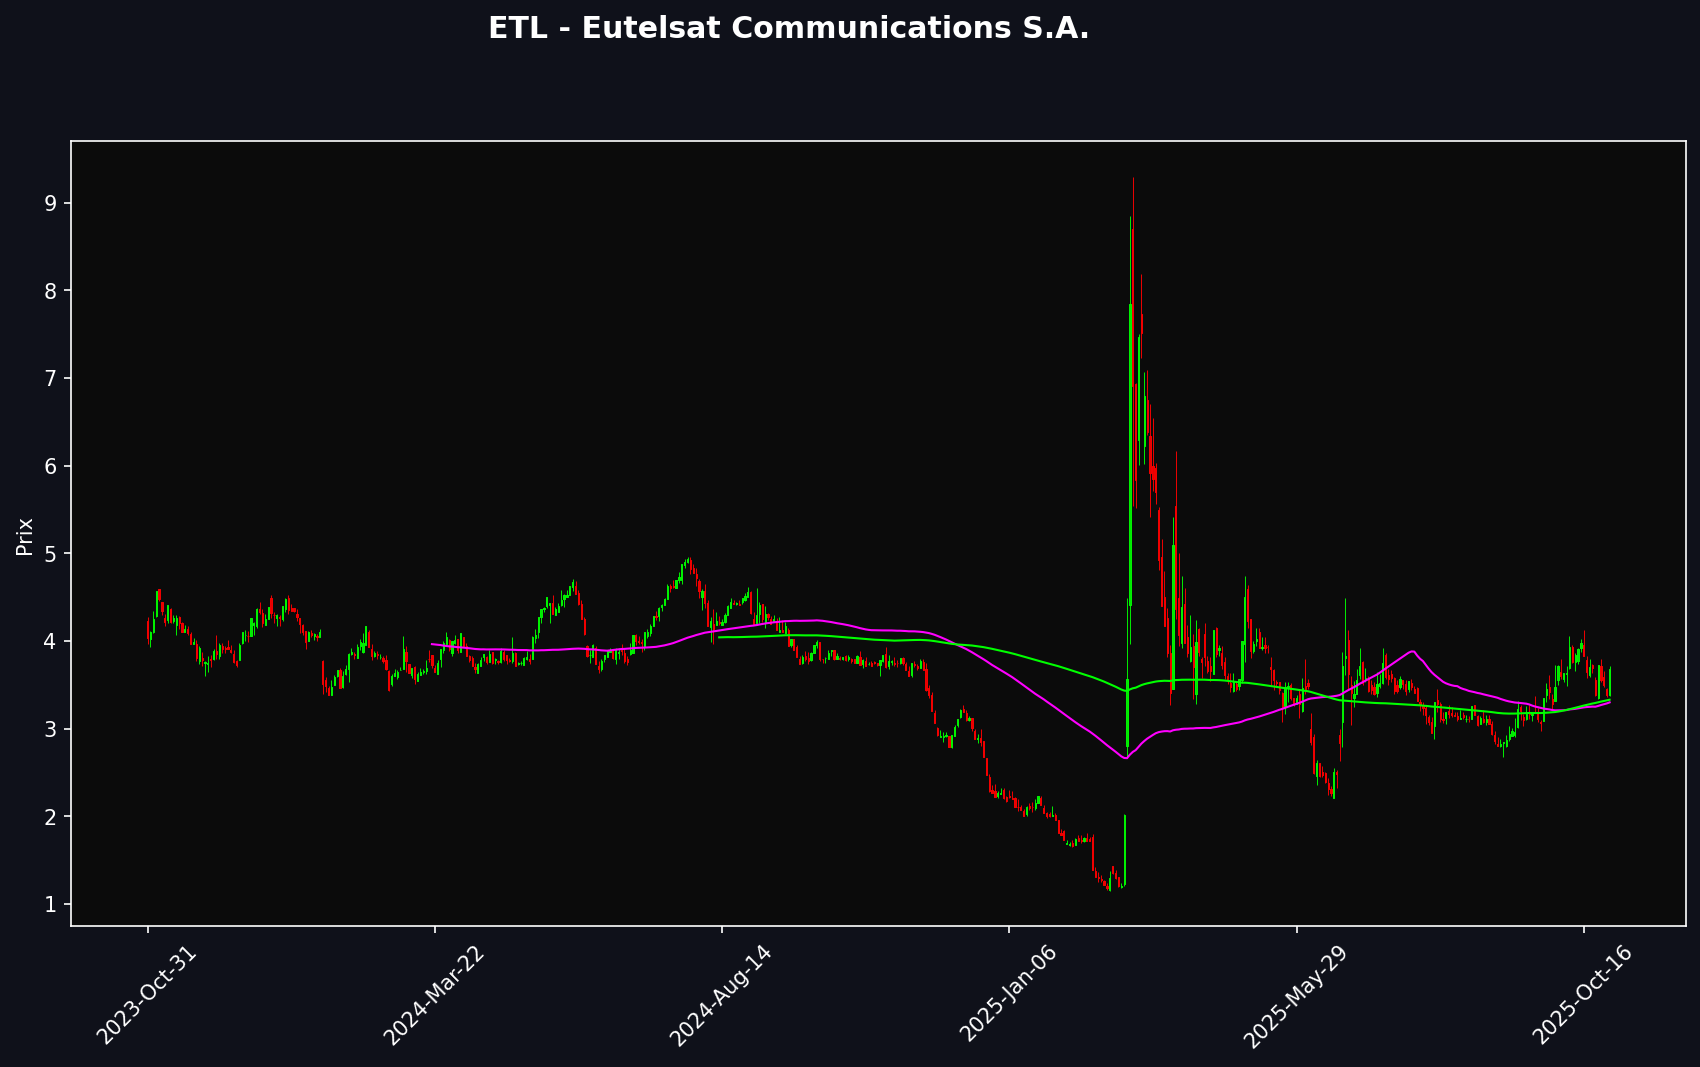 ETL - Eutelsat Communications S.A.
Prix
9
8
7
6
5
4
3
2
1
2023-Oct-31
2024-Mar-22
2024-Aug-14
2025-Jan-06
2025-May-29
2025-Oct-16